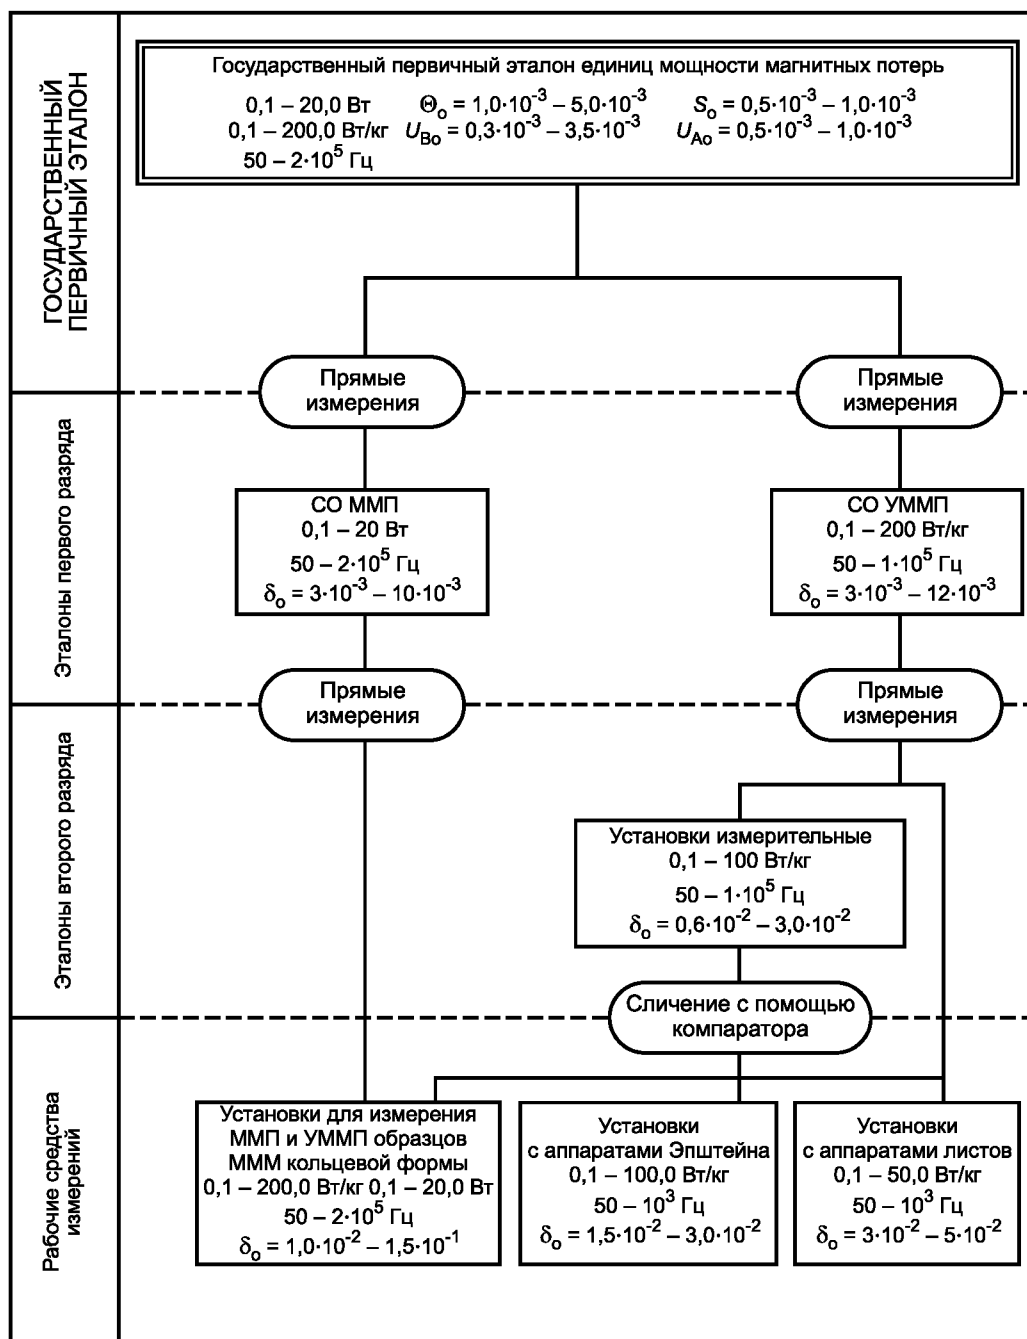 ГОСУДАРСТВЕННЫЙ
ПЕРВИЧНЫЙ ЭТАЛОН
Государственный первичный эталон единиц мощности магнитных потерь
0,1 – 20,0 Вт Θo = 1,0·10⁻³ – 5,0·10⁻³ So = 0,5·10⁻³ – 1,0·10⁻³
0,1 – 200,0 Вт/кг UBo = 0,3·10⁻³ – 3,5·10⁻³ UAo = 0,5·10⁻³ – 1,0·10⁻³
50 – 2·10⁵ Гц
Прямые
измерения
Прямые
измерения
Эталоны первого разряда
СО ММП
0,1 – 20 Вт
50 – 2·10⁵ Гц
δo = 3·10⁻³ – 10·10⁻³
СО УММП
0,1 – 200 Вт/кг
50 – 1·10⁵ Гц
δo = 3·10⁻³ – 12·10⁻³
Прямые
измерения
Прямые
измерения
Эталоны второго разряда
Установки измерительные
0,1 – 100 Вт/кг
50 – 1·10⁵ Гц
δo = 0,6·10⁻² – 3,0·10⁻²
Сличение с помощью
компаратора
Рабочие средства
измерений
Установки для измерения
ММП и УММП образцов
МММ кольцевой формы
0,1 – 200,0 Вт/кг 0,1 – 20,0 Вт
50 – 2·10⁵ Гц
δo = 1,0·10⁻² – 1,5·10⁻¹
Установки
с аппаратами Эпштейна
0,1 – 100,0 Вт/кг
50 – 10³ Гц
δo = 1,5·10⁻² – 3,0·10⁻²
Установки
с аппаратами листов
0,1 – 50,0 Вт/кг
50 – 10³ Гц
δo = 3·10⁻² – 5·10⁻²